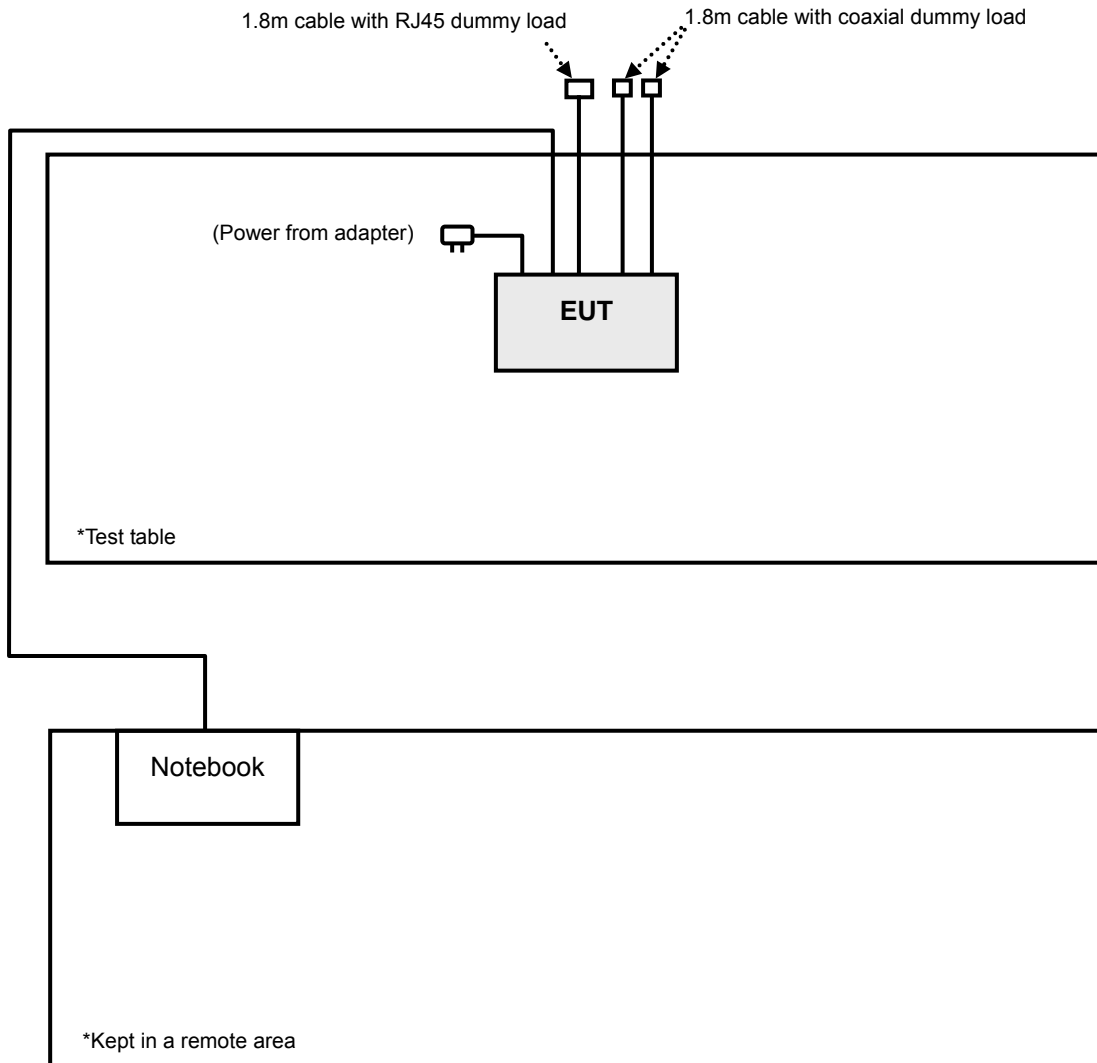 1.8m cable with RJ45 dummy load
1.8m cable with coaxial dummy load
(Power from adapter)
EUT
*Test table
Notebook
*Kept in a remote area